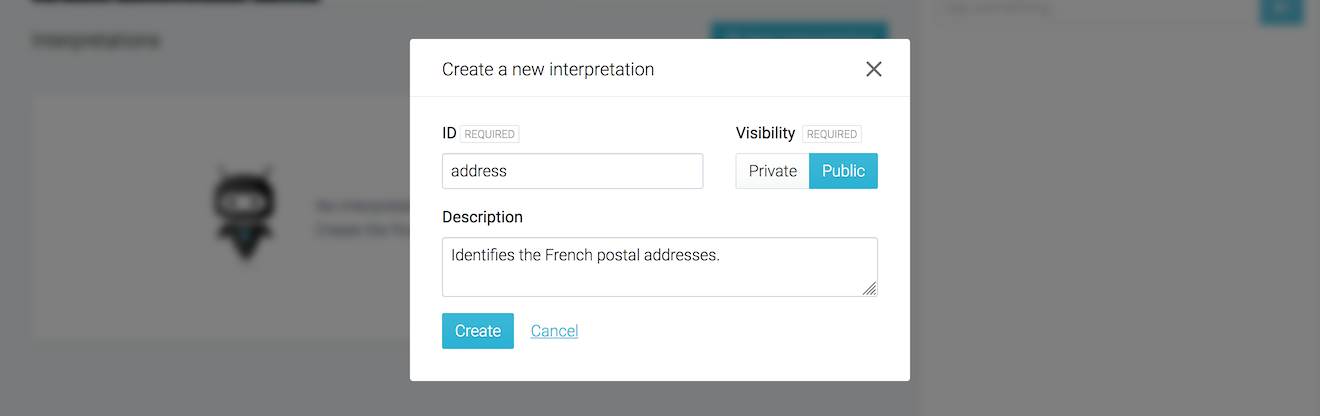 Interpretations
Create a new interpretation
ID REQUIRED
Visibility REQUIRED
address
Private Public
Description
Identifies the French postal addresses.
Create Cancel